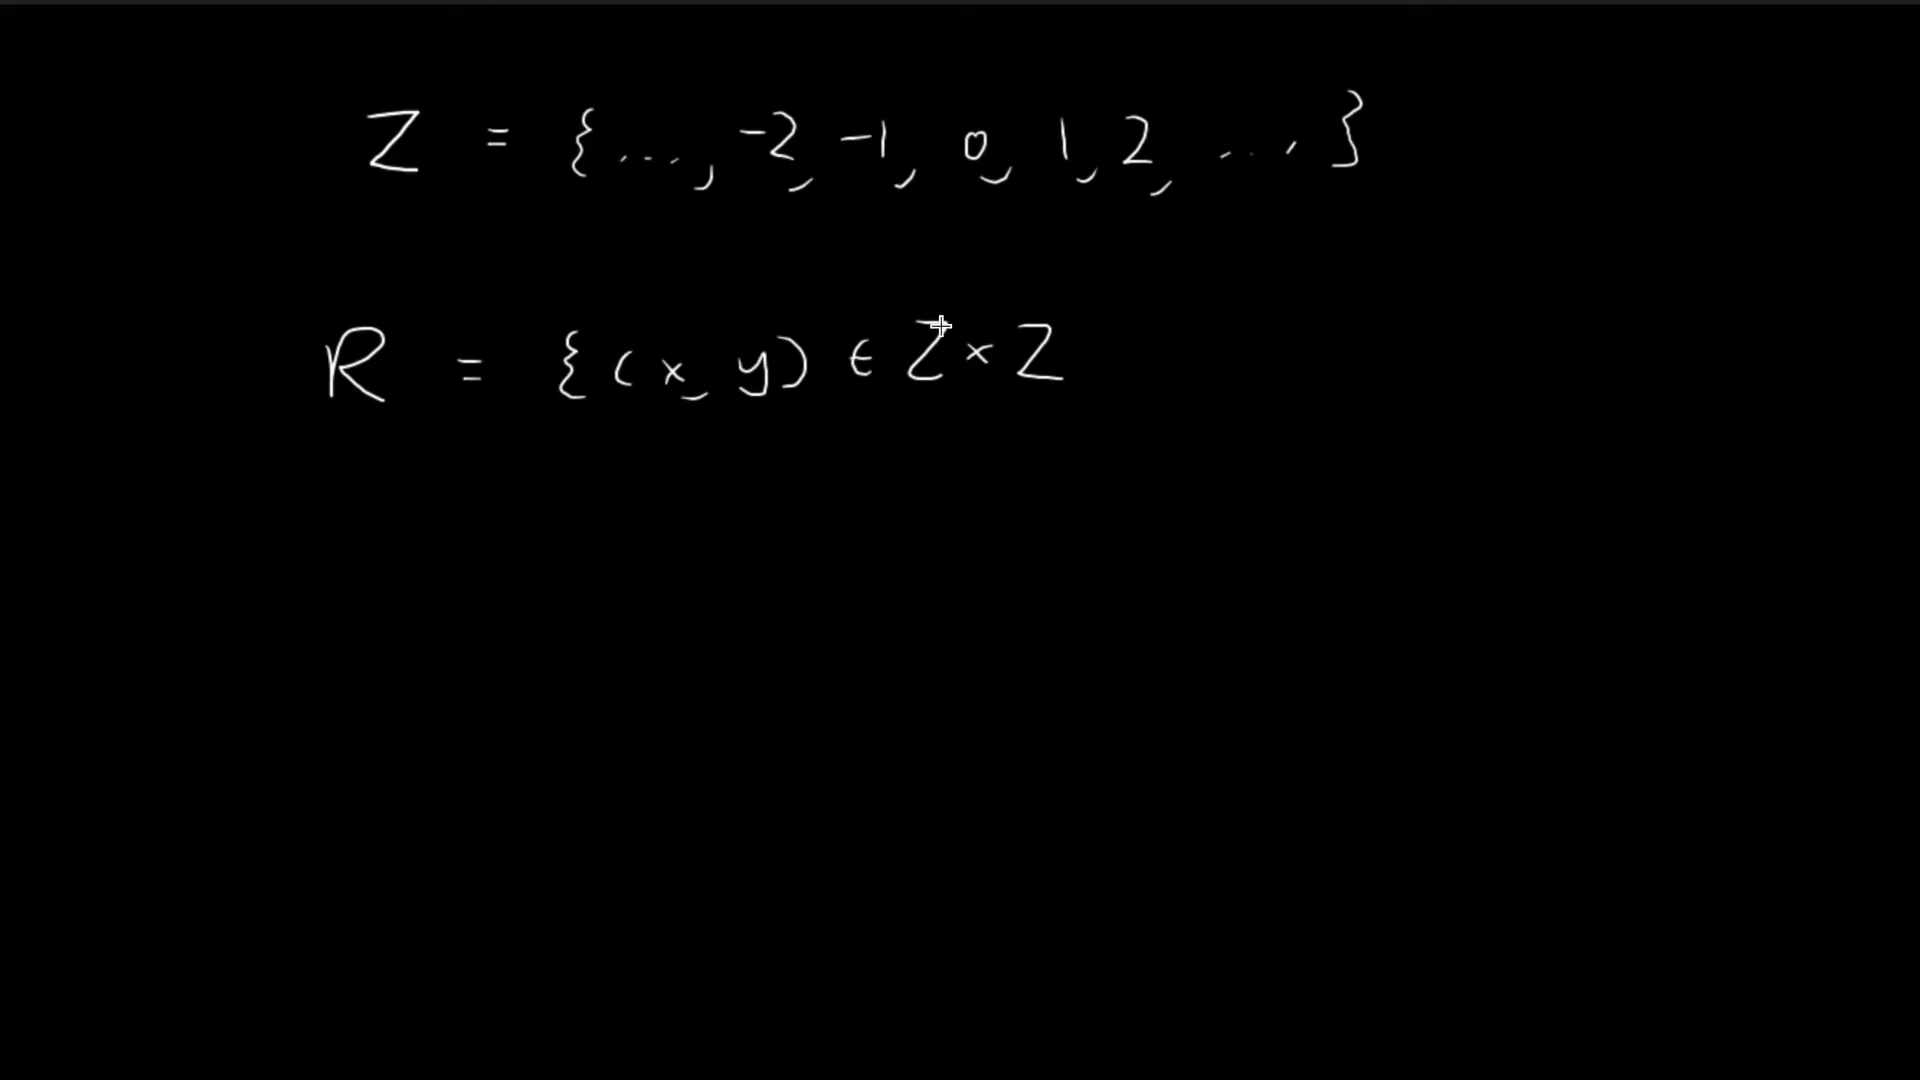 Z = {..., -2, -1, 0, 1, 2, ...}
R = {(x, y) ∈ Z × Z